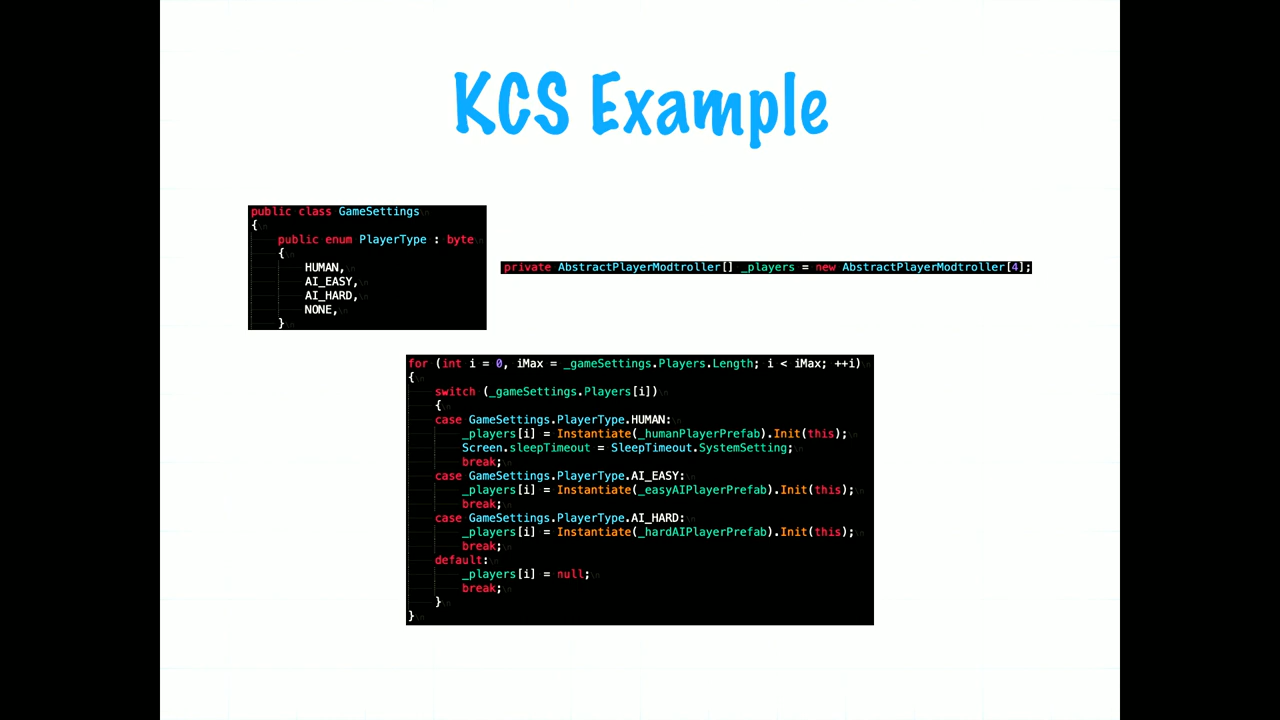 KCS Example
public class GameSettings\n
{\n
public enum PlayerType : byte\n
{\n
HUMAN,\n
AI_EASY,\n
AI_HARD,\n
NONE,\n
}\n
private AbstractPlayerModtroller[] _players = new AbstractPlayerModtroller[4];
for (int i = 0, iMax = _gameSettings.Players.Length; i < iMax; ++i)\n
{\n
switch (_gameSettings.Players[i])\n
{\n
case GameSettings.PlayerType.HUMAN:\n
_players[i] = Instantiate(_humanPlayerPrefab).Init(this);\n
Screen.sleepTimeout = SleepTimeout.SystemSetting;\n
break;\n
case GameSettings.PlayerType.AI_EASY:\n
_players[i] = Instantiate(_easyAIPlayerPrefab).Init(this);\n
break;\n
case GameSettings.PlayerType.AI_HARD:\n
_players[i] = Instantiate(_hardAIPlayerPrefab).Init(this);\n
break;\n
default:\n
_players[i] = null;\n
break;\n
}\n
}\n